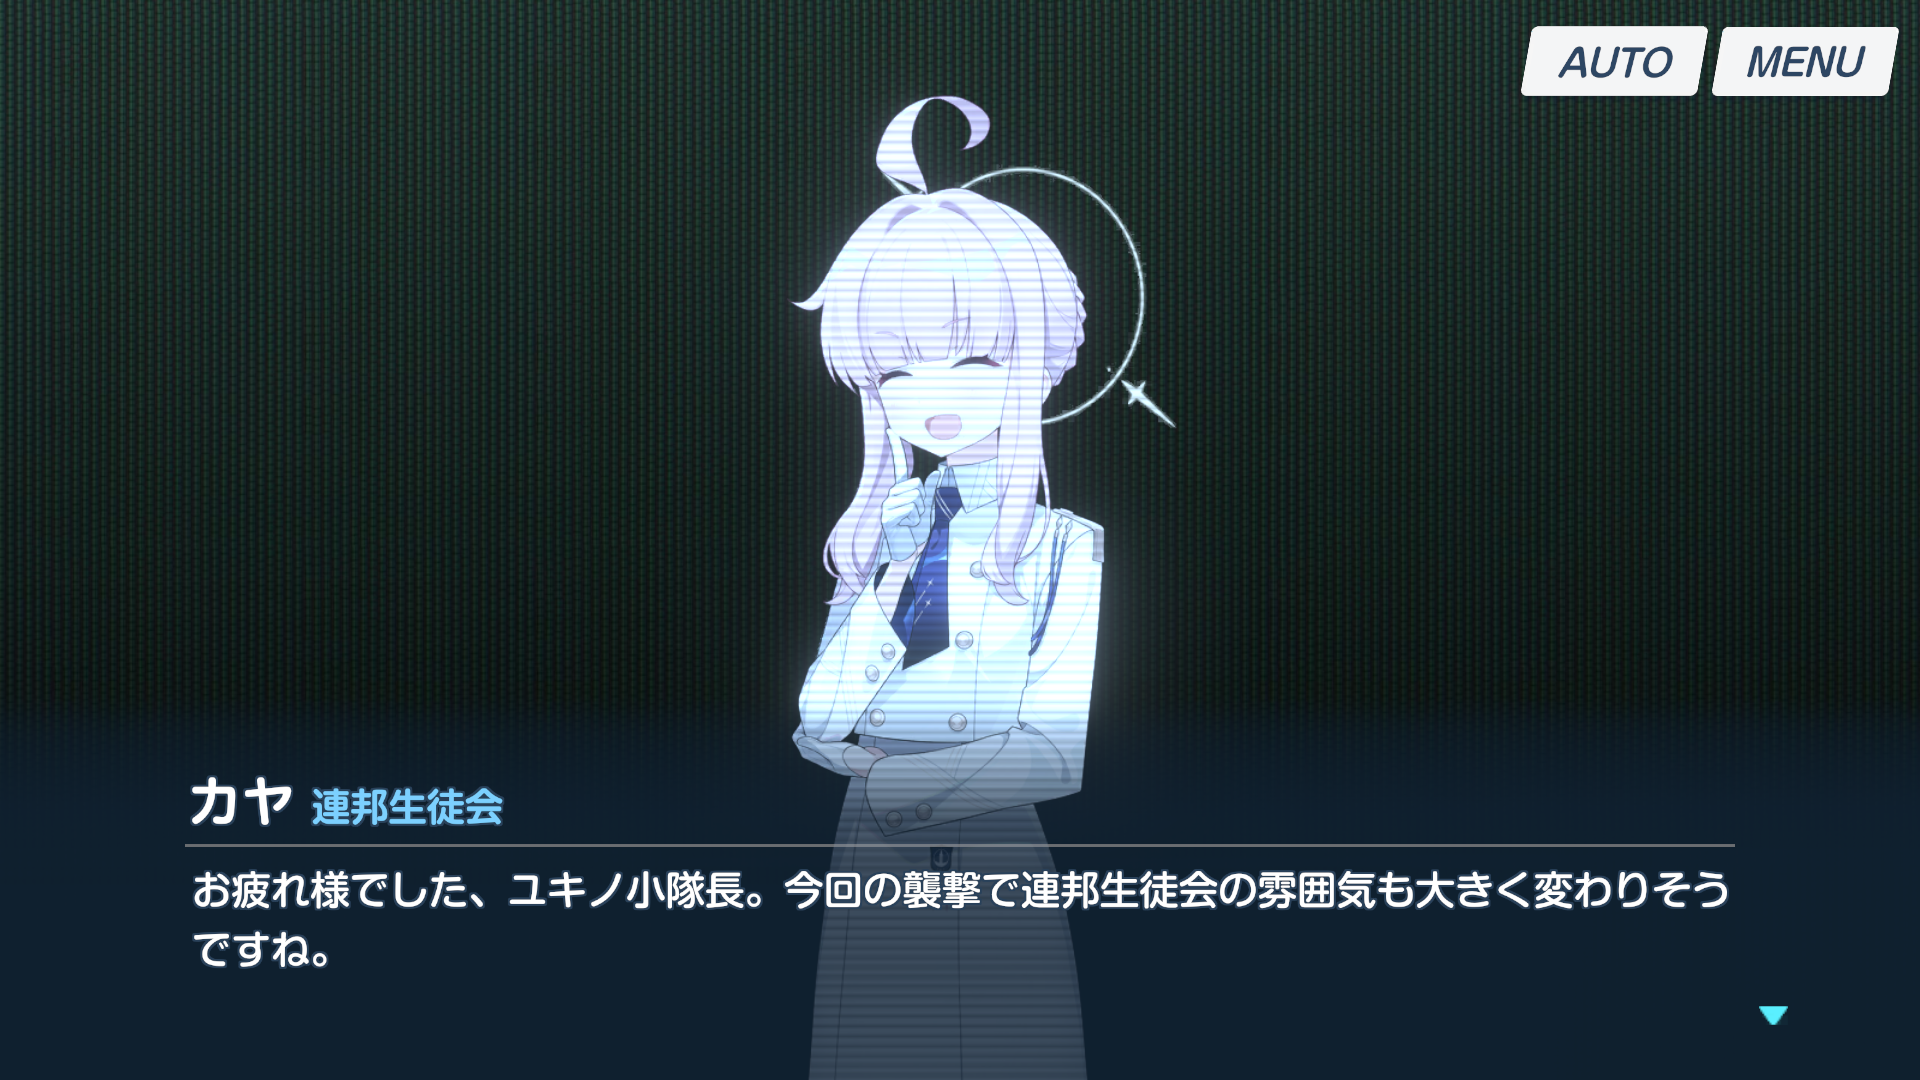 AUTO
MENU
カヤ 連邦生徒会
お疲れ様でした、ユキノ小隊長。今回の襲撃で連邦生徒会の雰囲気も大きく変わりそう
ですね。